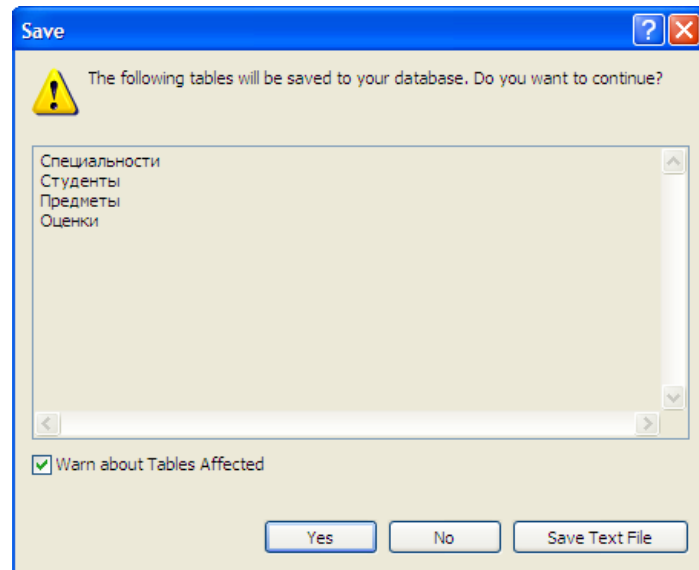 Save
The following tables will be saved to your database. Do you want to continue?
Специальности
Студенты
Предметы
Оценки
Warn about Tables Affected
Yes
No
Save Text File